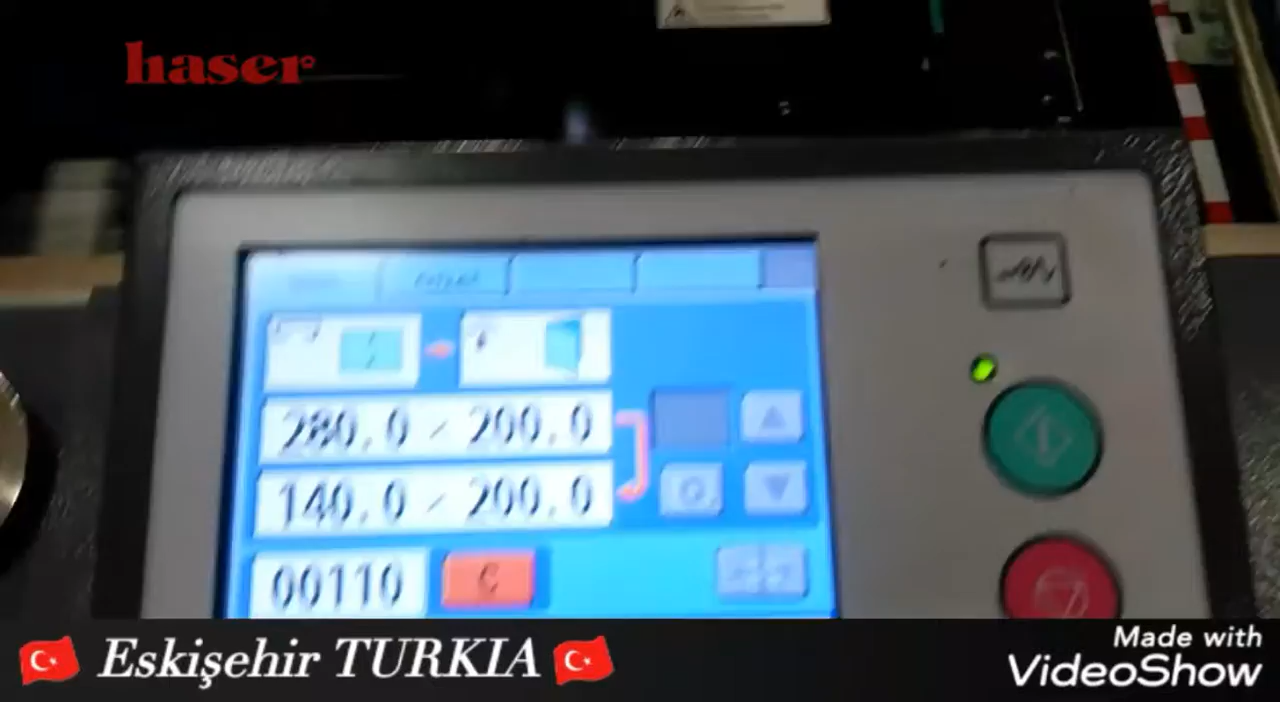 haser
280.0 / 200.0
140.0 / 200.0
00110 C
Eskişehir TURKIA
Made with
VideoShow